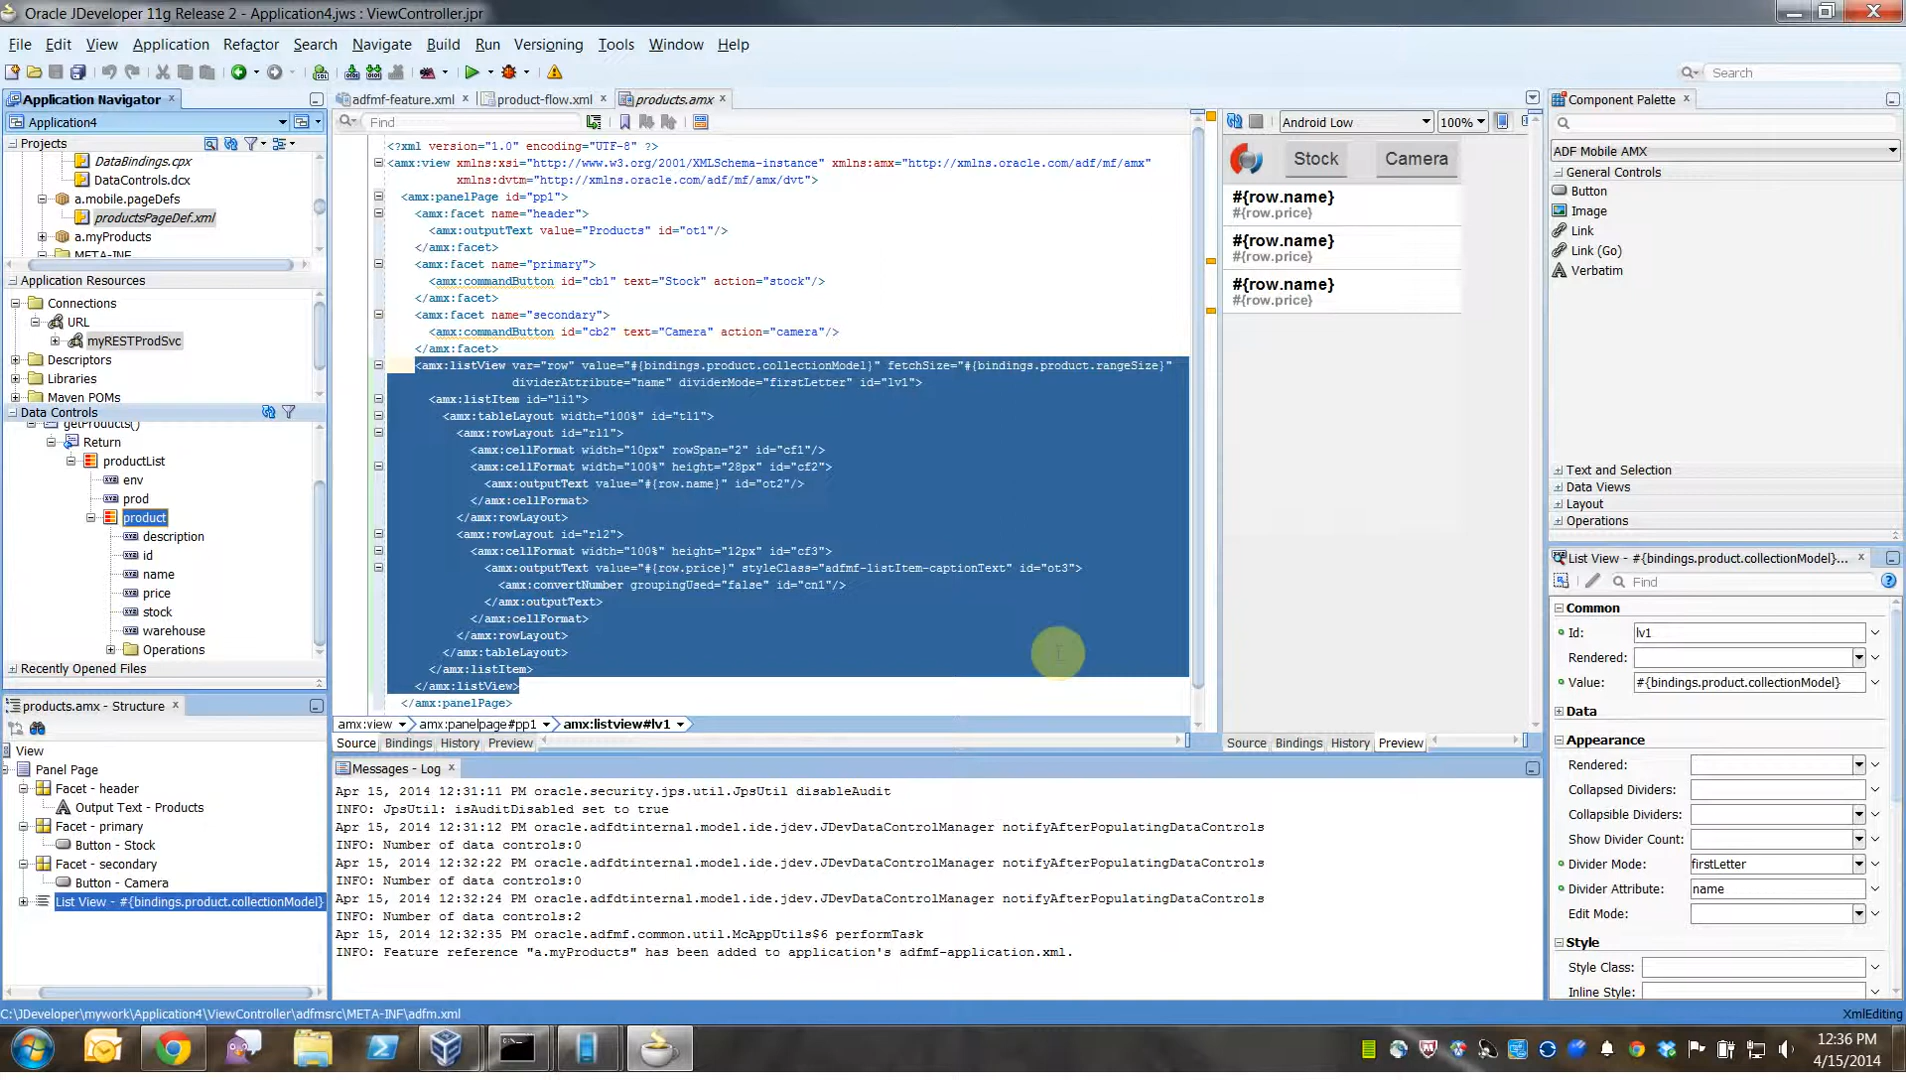 Oracle JDeveloper 11g Release 2 - Application4.jws : ViewController.jpr
File Edit View Application Refactor Search Navigate Build Run Versioning Tools Window Help
Search
Application Navigator
Application4
Projects
DataBindings.cpx
DataControls.dcx
a.mobile.pageDefs
productsPageDef.xml
a.myProducts
META-INF
Application Resources
Connections
URL
myRESTProdSvc
Descriptors
Libraries
Maven POMs
Data Controls
getProducts()
Return
productList
env
prod
product
description
id
name
price
stock
warehouse
Operations
Recently Opened Files
products.amx - Structure
View
Panel Page
Facet - header
Output Text - Products
Facet - primary
Button - Stock
Facet - secondary
Button - Camera
List View - #{bindings.product.collectionModel}
adfmf-feature.xml product-flow.xml products.amx
Find
<?xml version="1.0" encoding="UTF-8" ?>
<amx:view xmlns:xsi="http://www.w3.org/2001/XMLSchema-instance" xmlns:amx="http://xmlns.oracle.com/adf/mf/amx"
xmlns:dvtm="http://xmlns.oracle.com/adf/mf/amx/dvt">
<amx:panelPage id="pp1">
<amx:facet name="header">
<amx:outputText value="Products" id="ot1"/>
</amx:facet>
<amx:facet name="primary">
<amx:commandButton id="cb1" text="Stock" action="stock"/>
</amx:facet>
<amx:facet name="secondary">
<amx:commandButton id="cb2" text="Camera" action="camera"/>
</amx:facet>
<amx:listView var="row" value="#{bindings.product.collectionModel}" fetchSize="#{bindings.product.rangeSize}"
dividerAttribute="name" dividerMode="firstLetter" id="lv1">
<amx:listItem id="li1">
<amx:tableLayout width="100%" id="tl1">
<amx:rowLayout id="rl1">
<amx:cellFormat width="10px" rowSpan="2" id="cf1"/>
<amx:cellFormat width="100%" height="28px" id="cf2">
<amx:outputText value="#{row.name}" id="ot2"/>
</amx:cellFormat>
</amx:rowLayout>
<amx:rowLayout id="rl2">
<amx:cellFormat width="100%" height="12px" id="cf3">
<amx:outputText value="#{row.price}" styleClass="adfmf-listItem-captionText" id="ot3">
<amx:convertNumber groupingUsed="false" id="cn1"/>
</amx:outputText>
</amx:cellFormat>
</amx:rowLayout>
</amx:tableLayout>
</amx:listItem>
</amx:listView>
</amx:panelPage>
amx:view amx:panelpage#pp1 amx:listview#lv1
Source Bindings History Preview
Android Low 100%
Stock Camera
#{row.name}
#{row.price}
#{row.name}
#{row.price}
#{row.name}
#{row.price}
Source Bindings History Preview
Messages - Log
Apr 15, 2014 12:31:11 PM oracle.security.jps.util.JpsUtil disableAudit
INFO: JpsUtil: isAuditDisabled set to true
Apr 15, 2014 12:31:12 PM oracle.adfdtinternal.model.ide.jdev.JDevDataControlManager notifyAfterPopulatingDataControls
INFO: Number of data controls:0
Apr 15, 2014 12:32:22 PM oracle.adfdtinternal.model.ide.jdev.JDevDataControlManager notifyAfterPopulatingDataControls
INFO: Number of data controls:0
Apr 15, 2014 12:32:24 PM oracle.adfdtinternal.model.ide.jdev.JDevDataControlManager notifyAfterPopulatingDataControls
INFO: Number of data controls:2
Apr 15, 2014 12:32:35 PM oracle.adfmf.common.util.McAppUtils$6 performTask
INFO: Feature reference "a.myProducts" has been added to application's adfmf-application.xml.
Component Palette
ADF Mobile AMX
General Controls
Button
Image
Link
Link (Go)
Verbatim
Text and Selection
Data Views
Layout
Operations
List View - #{bindings.product.collectionModel}...
Find
Common
Id: lv1
Rendered:
Value: #{bindings.product.collectionModel}
Data
Appearance
Rendered:
Collapsed Dividers:
Collapsible Dividers:
Show Divider Count:
Divider Mode: firstLetter
Divider Attribute: name
Edit Mode:
Style
Style Class:
Inline Style:
C:\JDeveloper\mywork\Application4\ViewController\adfmsrc\META-INF\adfm.xml
XmlEditing
12:36 PM
4/15/2014